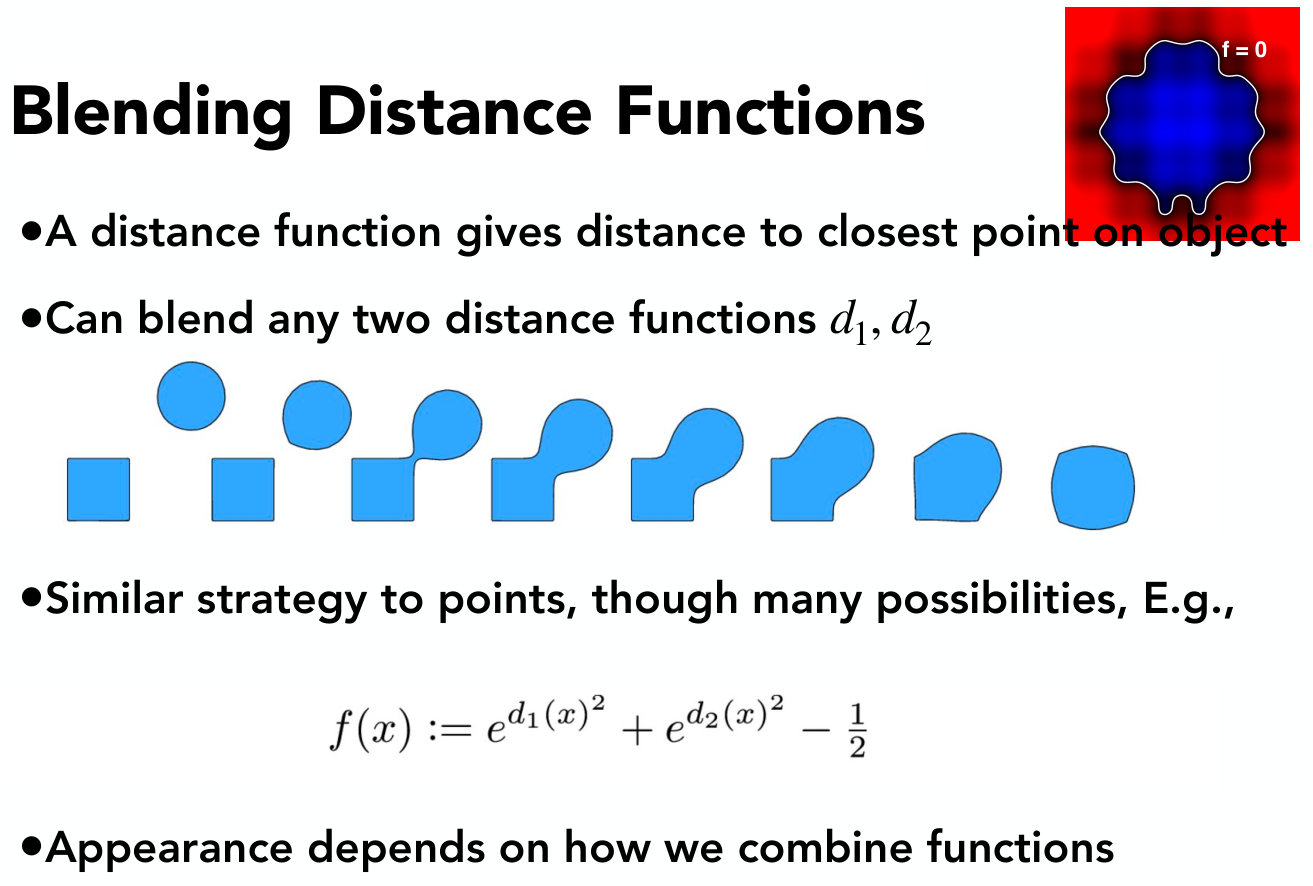 f = 0
Blending Distance Functions
•A distance function gives distance to closest point on object
•Can blend any two distance functions d₁, d₂
•Similar strategy to points, though many possibilities, E.g.,
f(x) := e^{d₁(x)²} + e^{d₂(x)²} − 1/2
•Appearance depends on how we combine functions